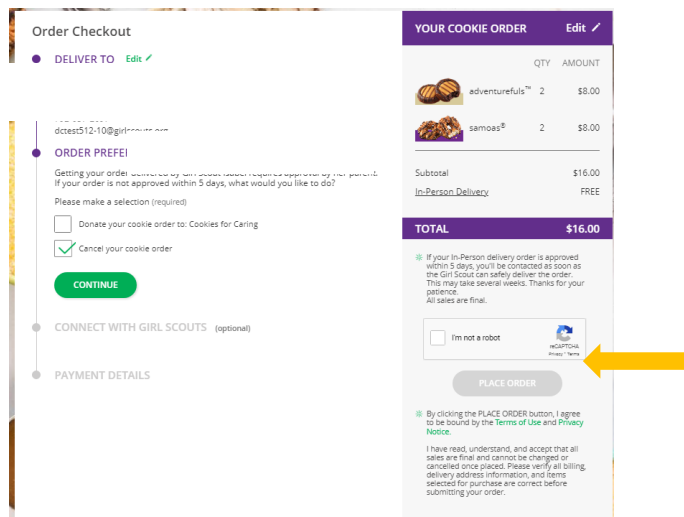 Order Checkout
DELIVER TO Edit
dctest512-10@girlscouts.org
ORDER PREFEI
Getting your order delivered by Girl Scout Isabel requires approval by her parent.
If your order is not approved within 5 days, what would you like to do?
Please make a selection (required)
Donate your cookie order to: Cookies for Caring
Cancel your cookie order
CONTINUE
CONNECT WITH GIRL SCOUTS (optional)
PAYMENT DETAILS
YOUR COOKIE ORDER Edit
QTY AMOUNT
adventurefuls™ 2 $8.00
samoas® 2 $8.00
Subtotal $16.00
In-Person Delivery FREE
TOTAL $16.00
If your In-Person delivery order is approved
within 5 days, you'll be contacted as soon as
the Girl Scout can safely deliver the order.
This may take several weeks. Thanks for your
patience.
All sales are final.
I'm not a robot
reCAPTCHA
Privacy - Terms
PLACE ORDER
By clicking the PLACE ORDER button, I agree
to be bound by the Terms of Use and Privacy
Notice.
I have read, understand, and accept that all
sales are final and cannot be changed or
cancelled once placed. Please verify all billing,
delivery address information, and items
selected for purchase are correct before
submitting your order.